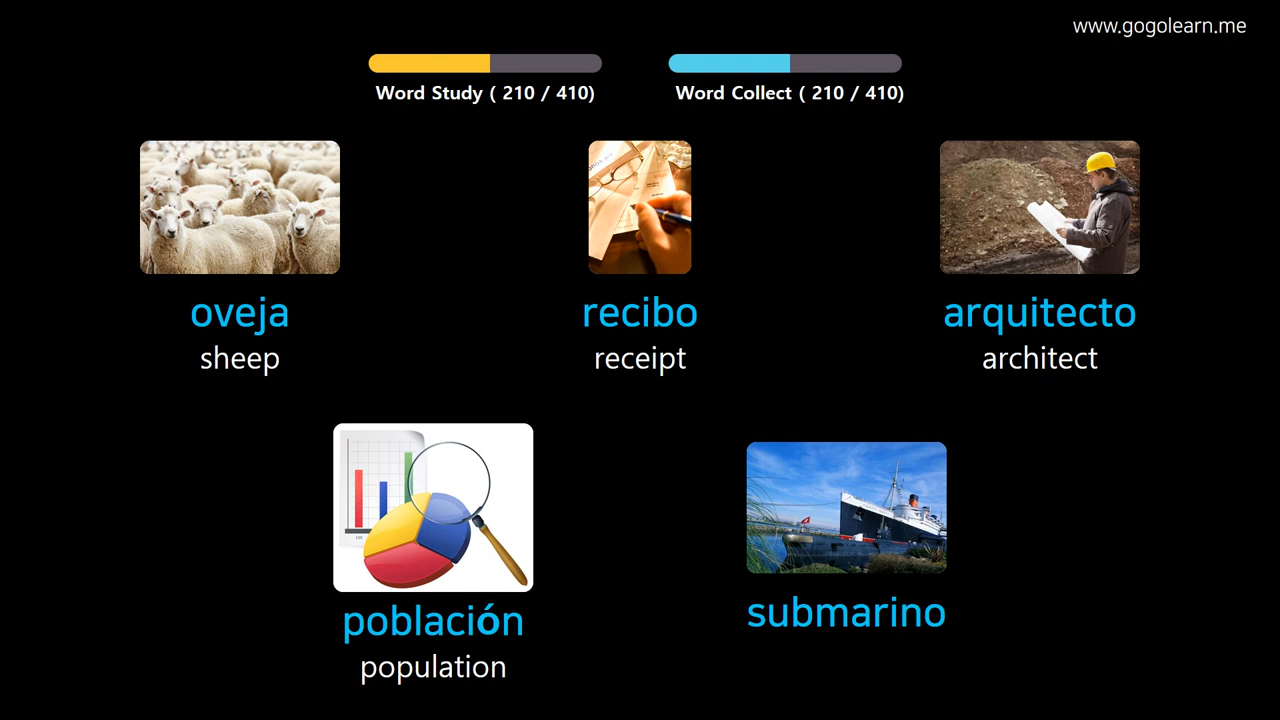 www.gogolearn.me
Word Study ( 210 / 410)
Word Collect ( 210 / 410)
oveja
sheep
recibo
receipt
arquitecto
architect
población
population
submarino